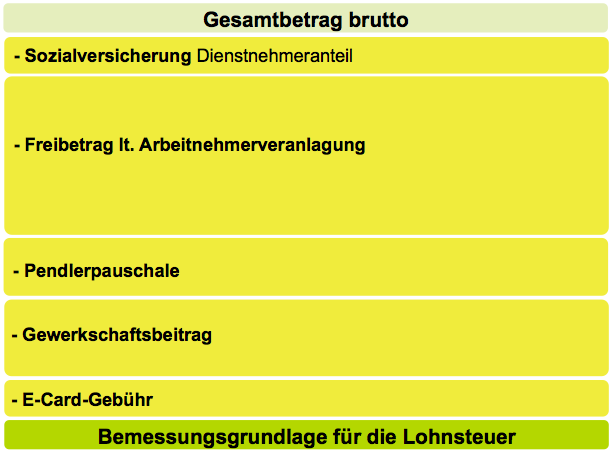 Gesamtbetrag brutto
- Sozialversicherung Dienstnehmeranteil
- Freibetrag lt. Arbeitnehmerveranlagung
- Pendlerpauschale
- Gewerkschaftsbeitrag
- E-Card-Gebühr
Bemessungsgrundlage für die Lohnsteuer